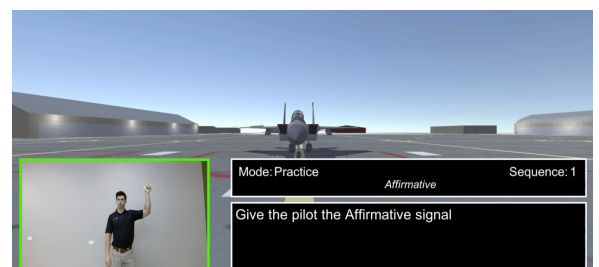 Mode: Practice
Sequence: 1
Affirmative
Give the pilot the Affirmative signal